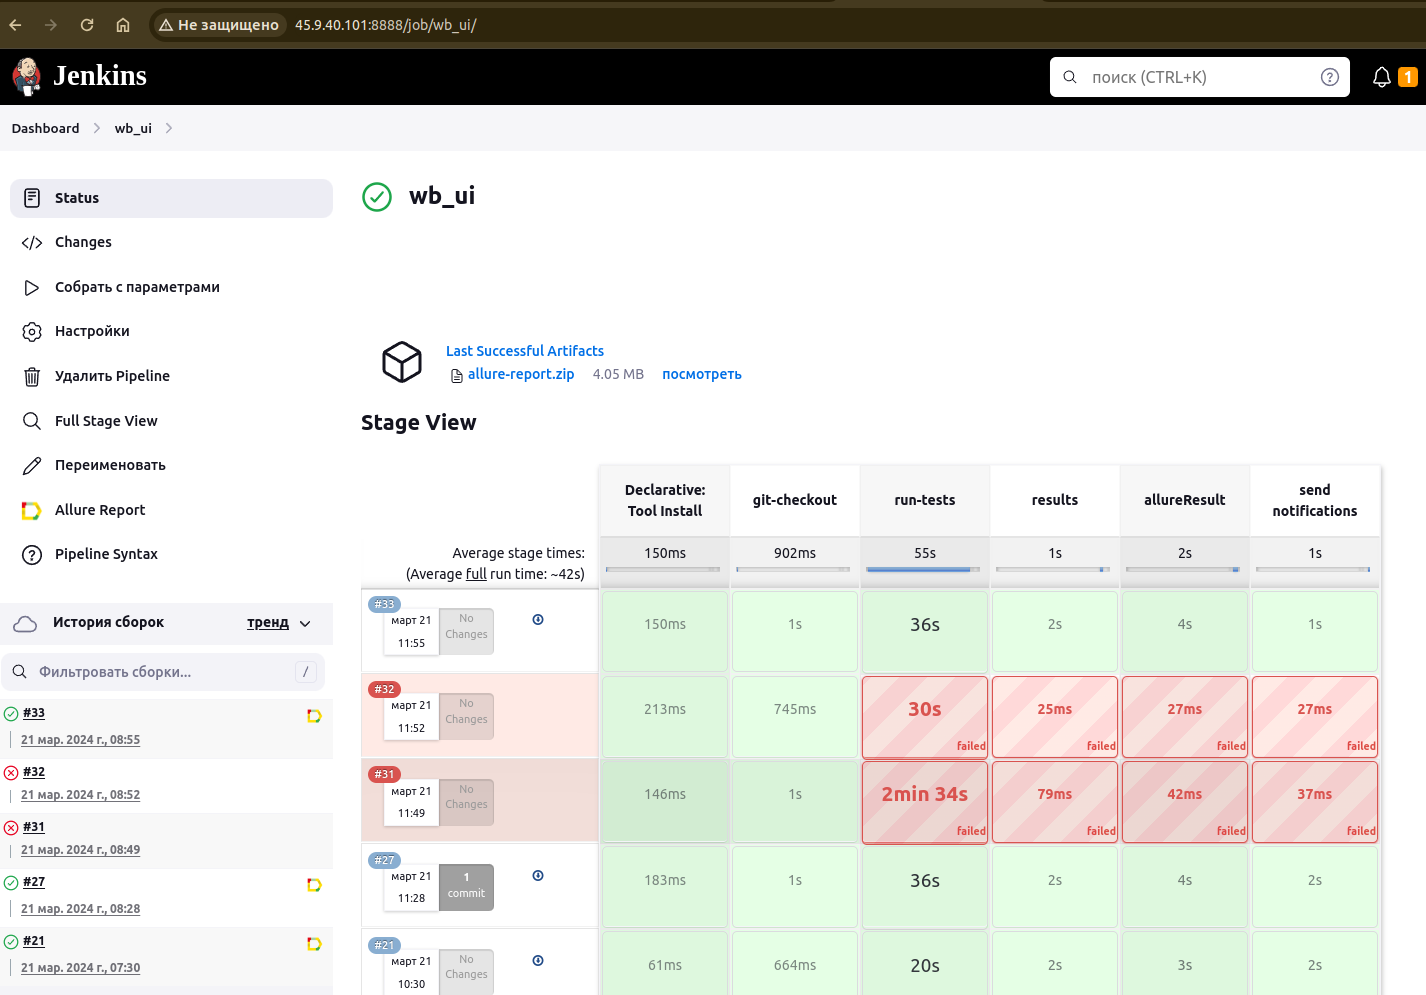 Не защищено 45.9.40.101:8888/job/wb_ui/
Jenkins
поиск (CTRL+K)
?
1
Dashboard
wb_ui
Status
Changes
Собрать с параметрами
Настройки
Удалить Pipeline
Full Stage View
Переименовать
Allure Report
Pipeline Syntax
История сборок
тренд
Фильтровать сборки...
/
#33
21 мар. 2024 г., 08:55
#32
21 мар. 2024 г., 08:52
#31
21 мар. 2024 г., 08:49
#27
21 мар. 2024 г., 08:28
#21
21 мар. 2024 г., 07:30
wb_ui
Last Successful Artifacts
allure-report.zip 4.05 MB посмотреть
Stage View
Declarative: Tool Install
git-checkout
run-tests
results
allureResult
send notifications
Average stage times:
(Average full run time: ~42s)
150ms 902ms 55s 1s 2s 1s
#33
март 21
11:55
No Changes
150ms 1s 36s 2s 4s 1s
#32
март 21
11:52
No Changes
213ms 745ms 30s 25ms 27ms 27ms
failed failed failed failed
#31
март 21
11:49
No Changes
146ms 1s 2min 34s 79ms 42ms 37ms
failed failed failed failed
#27
март 21
11:28
1 commit
183ms 1s 36s 2s 4s 2s
#21
март 21
10:30
No Changes
61ms 664ms 20s 2s 3s 2s